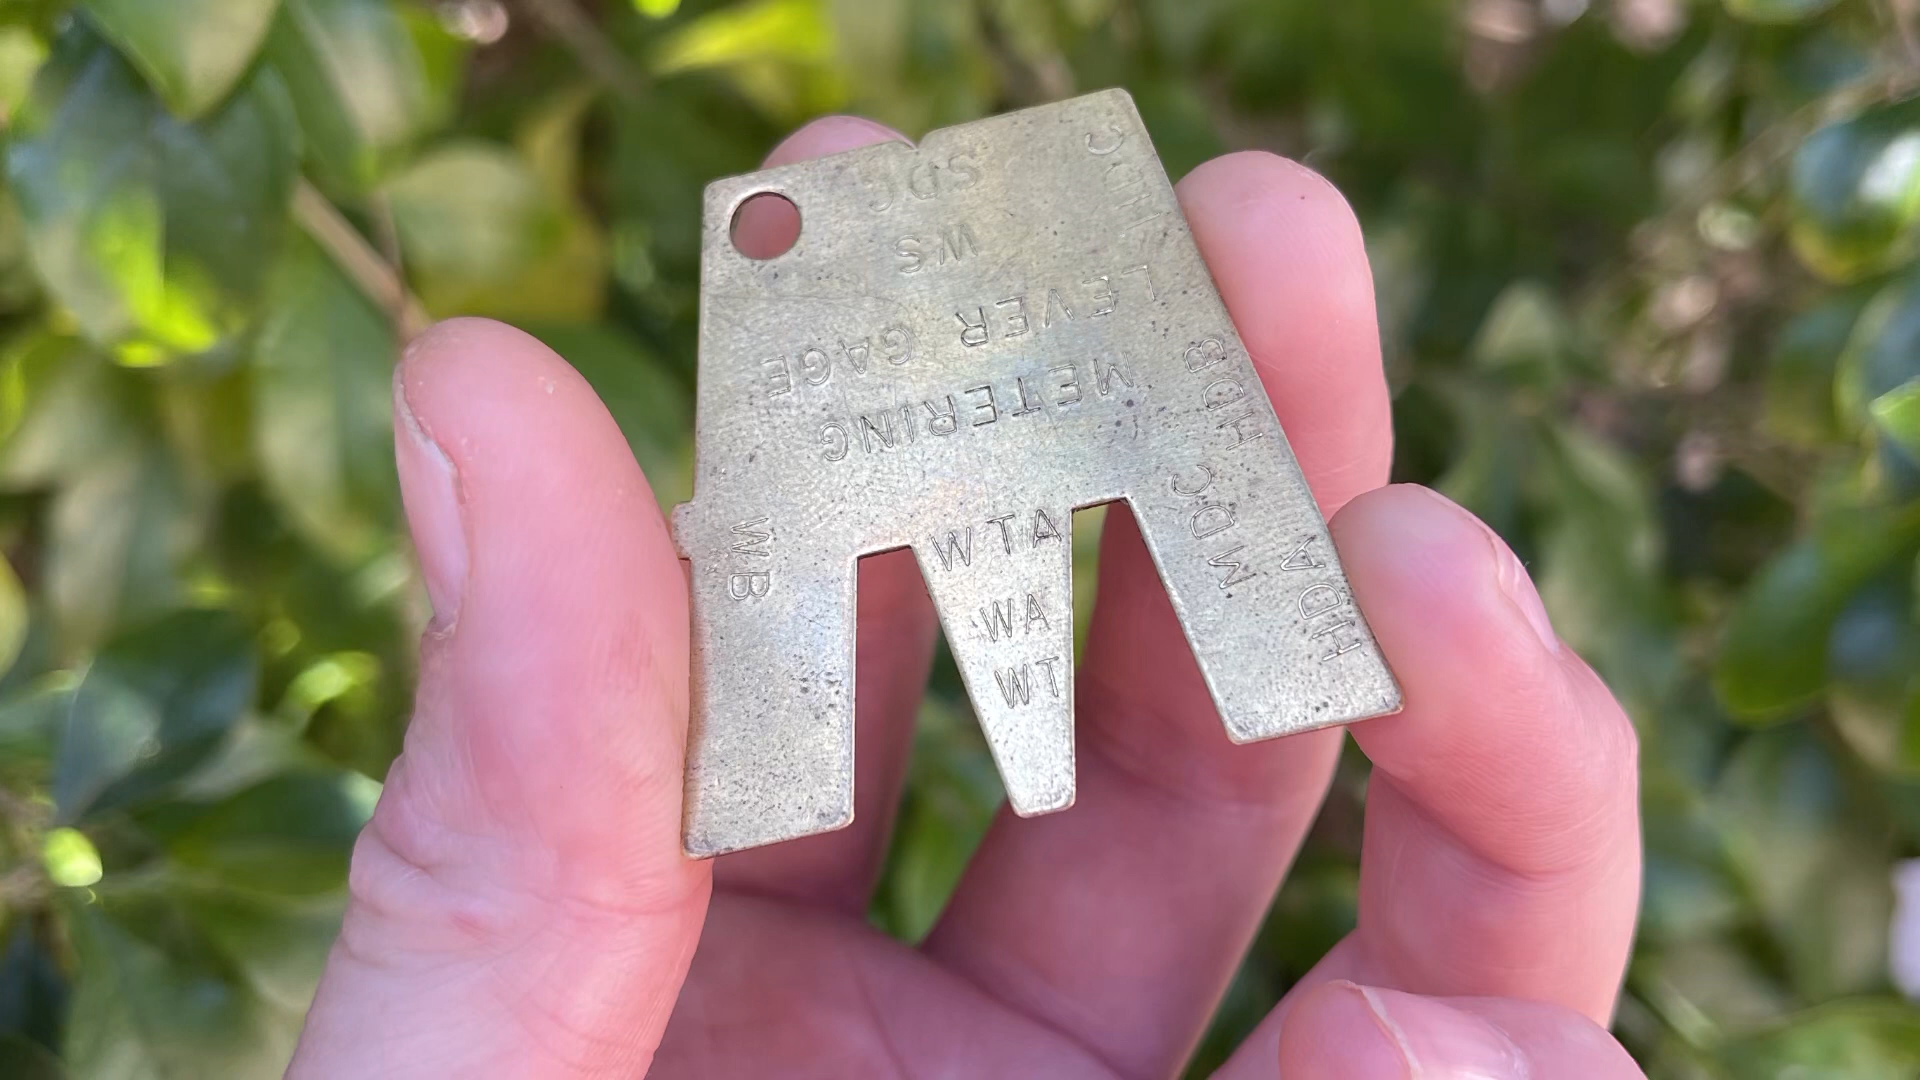 METERING
LEVER GAGE
WS
SDC
HDC
HDB
MDC
HDA
WB
WTA
WA
WT